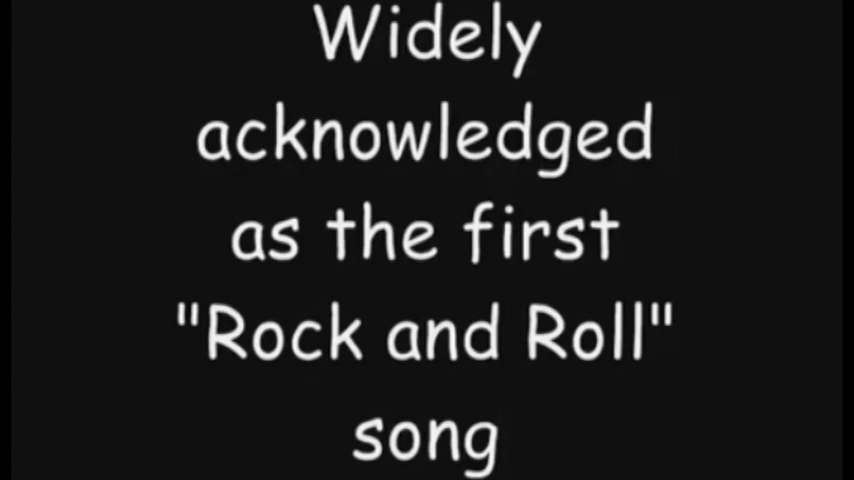 Widely
acknowledged
as the first
"Rock and Roll"
song